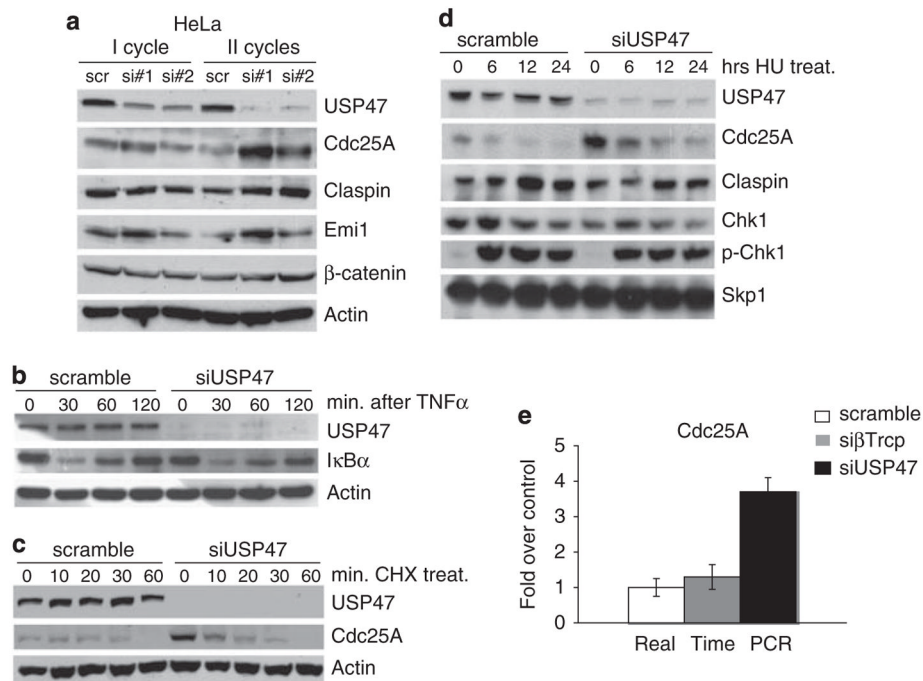 a
HeLa
I cycle II cycles
scr si#1 si#2 scr si#1 si#2
USP47
Cdc25A
Claspin
Emi1
β-catenin
Actin
b
scramble siUSP47
0 30 60 120 0 30 60 120 min. after TNFα
USP47
IκBα
Actin
c
scramble siUSP47
0 10 20 30 60 0 10 20 30 60 min. CHX treat.
USP47
Cdc25A
Actin
d
scramble siUSP47
0 6 12 24 0 6 12 24 hrs HU treat.
USP47
Cdc25A
Claspin
Chk1
p-Chk1
Skp1
e
Cdc25A
scramble
siβTrcp
siUSP47
Fold over control
5
4
3
2
1
0
Real Time PCR